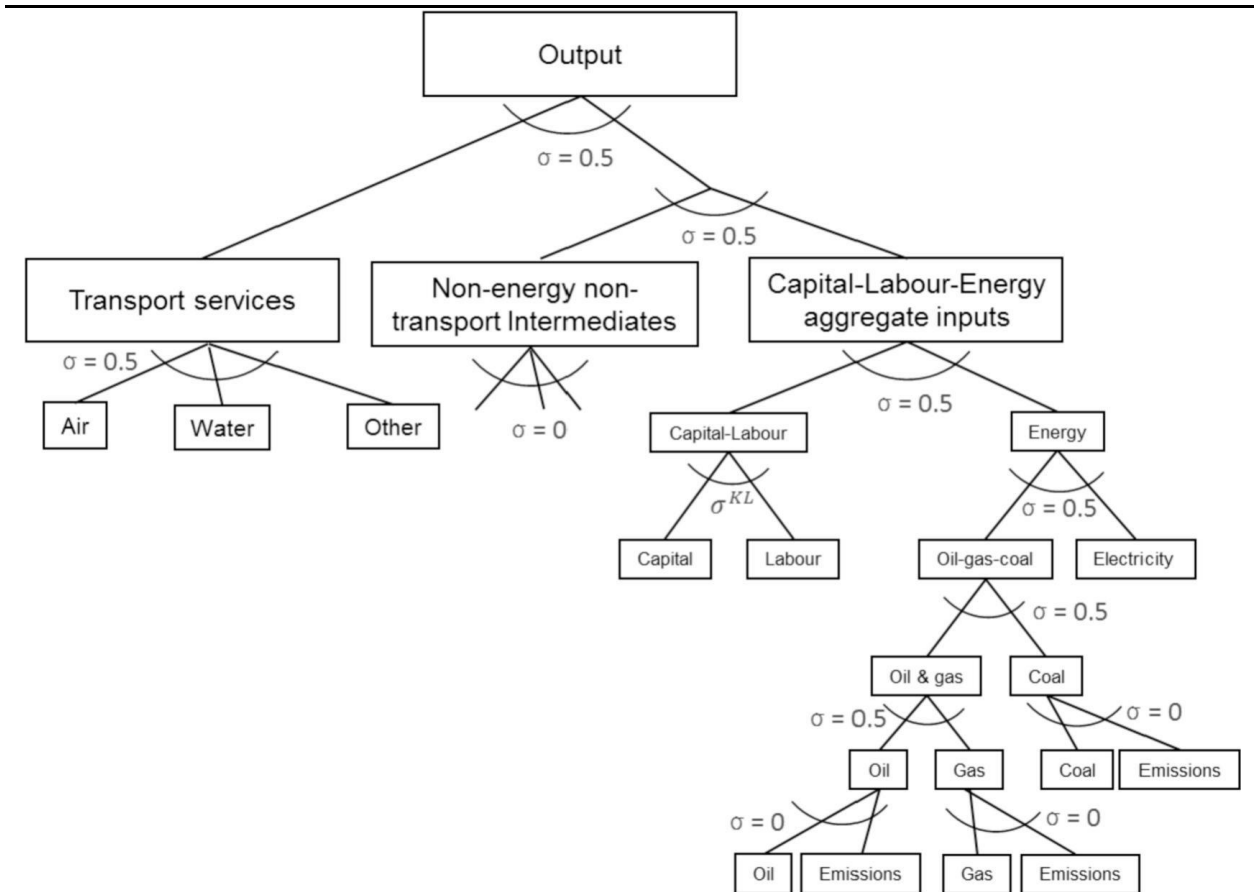 Output
σ = 0.5
σ = 0.5
Transport services
Non-energy non-
transport Intermediates
Capital-Labour-Energy
aggregate inputs
σ = 0.5
σ = 0.5
Air
Water
Other
σ = 0
Capital-Labour
Energy
σ^KL
σ = 0.5
Capital
Labour
Oil-gas-coal
Electricity
σ = 0.5
Oil & gas
Coal
σ = 0.5
σ = 0
Oil
Gas
Coal
Emissions
σ = 0
σ = 0
Oil
Emissions
Gas
Emissions